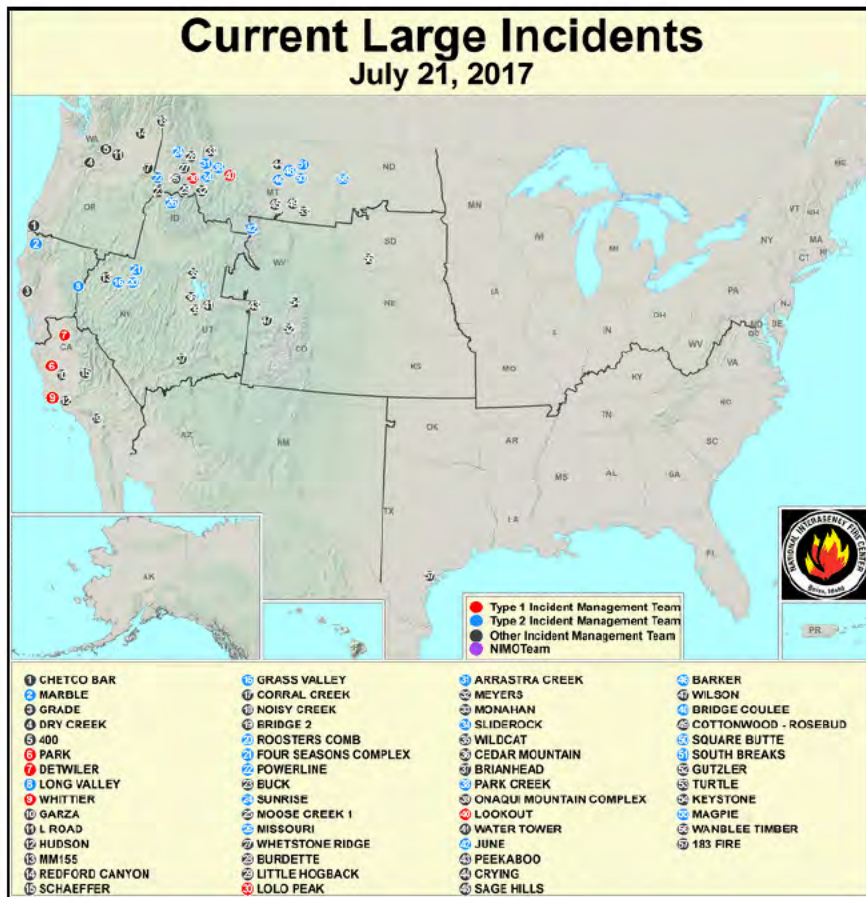 Current Large Incidents
July 21, 2017
WA
OR
ID
MT
ND
MN
WI
MI
ME
VT
NH
NY
MA
CT
RI
SD
WY
IA
PA
NJ
NE
NV
UT
CO
IL
IN
OH
MD
DE
DC
WV
VA
CA
KS
MO
KY
NC
AZ
NM
OK
AR
TN
SC
MS
AL
GA
TX
LA
FL
AK
HI
PR
NATIONAL INTERAGENCY FIRE CENTER
Boise, Idaho
Type 1 Incident Management Team
Type 2 Incident Management Team
Other Incident Management Team
NIMOTeam
1 CHETCO BAR
2 MARBLE
3 GRADE
4 DRY CREEK
5 400
6 PARK
7 DETWILER
8 LONG VALLEY
9 WHITTIER
10 GARZA
11 L ROAD
12 HUDSON
13 MM155
14 REDFORD CANYON
15 SCHAEFFER
16 GRASS VALLEY
17 CORRAL CREEK
18 NOISY CREEK
19 BRIDGE 2
20 ROOSTERS COMB
21 FOUR SEASONS COMPLEX
22 POWERLINE
23 BUCK
24 SUNRISE
25 MOOSE CREEK 1
26 MISSOURI
27 WHETSTONE RIDGE
28 BURDETTE
29 LITTLE HOGBACK
30 LOLO PEAK
31 ARRASTRA CREEK
32 MEYERS
33 MONAHAN
34 SLIDEROCK
35 WILDCAT
36 CEDAR MOUNTAIN
37 BRIANHEAD
38 PARK CREEK
39 ONAQUI MOUNTAIN COMPLEX
40 LOOKOUT
41 WATER TOWER
42 JUNE
43 PEEKABOO
44 CRYING
45 SAGE HILLS
46 BARKER
47 WILSON
48 BRIDGE COULEE
49 COTTONWOOD - ROSEBUD
50 SQUARE BUTTE
51 SOUTH BREAKS
52 GUTZLER
53 TURTLE
54 KEYSTONE
55 MAGPIE
56 WANBLEE TIMBER
57 183 FIRE